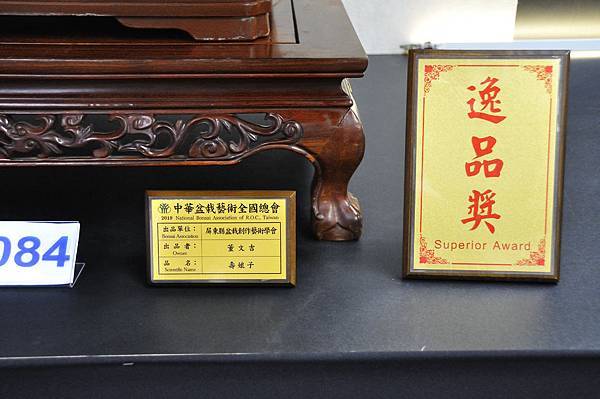 084
中華盆栽藝術全國總會
2018 National Bonsai Association of R.O.C, Taiwan
出品單位： 屏東縣盆栽創作藝術學會
Bonsai Association
出品者： 董文吉
Owner
品名： 壽娘子
Scientific Name
逸品獎
Superior Award